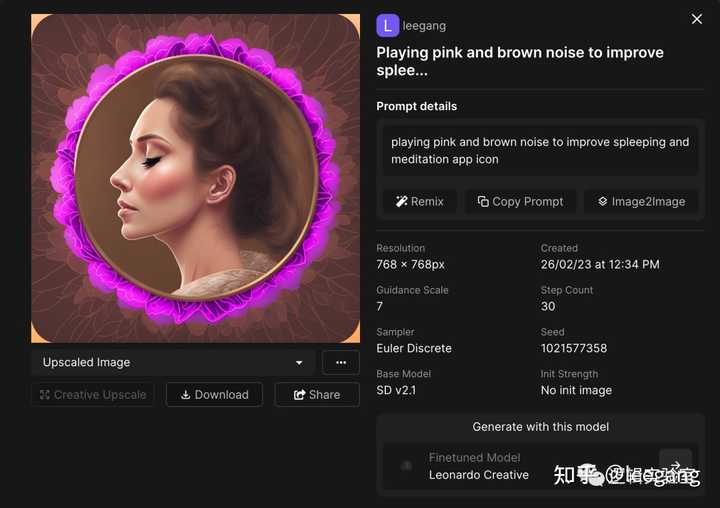 L leegang
Playing pink and brown noise to improve
splee...
Prompt details
playing pink and brown noise to improve spleeping and
meditation app icon
Remix
Copy Prompt
Image2Image
Resolution
768 × 768px
Created
26/02/23 at 12:34 PM
Guidance Scale
7
Step Count
30
Sampler
Euler Discrete
Seed
1021577358
Base Model
SD v2.1
Init Strength
No init image
Upscaled Image
Creative Upscale
Download
Share
Generate with this model
Finetuned Model
Leonardo Creative
知乎 @leegang